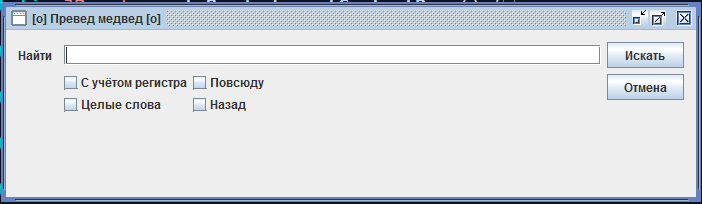 [o] Превед медвед [o]
Найти Искать
С учётом регистра Повсюду Отмена
Целые слова Назад